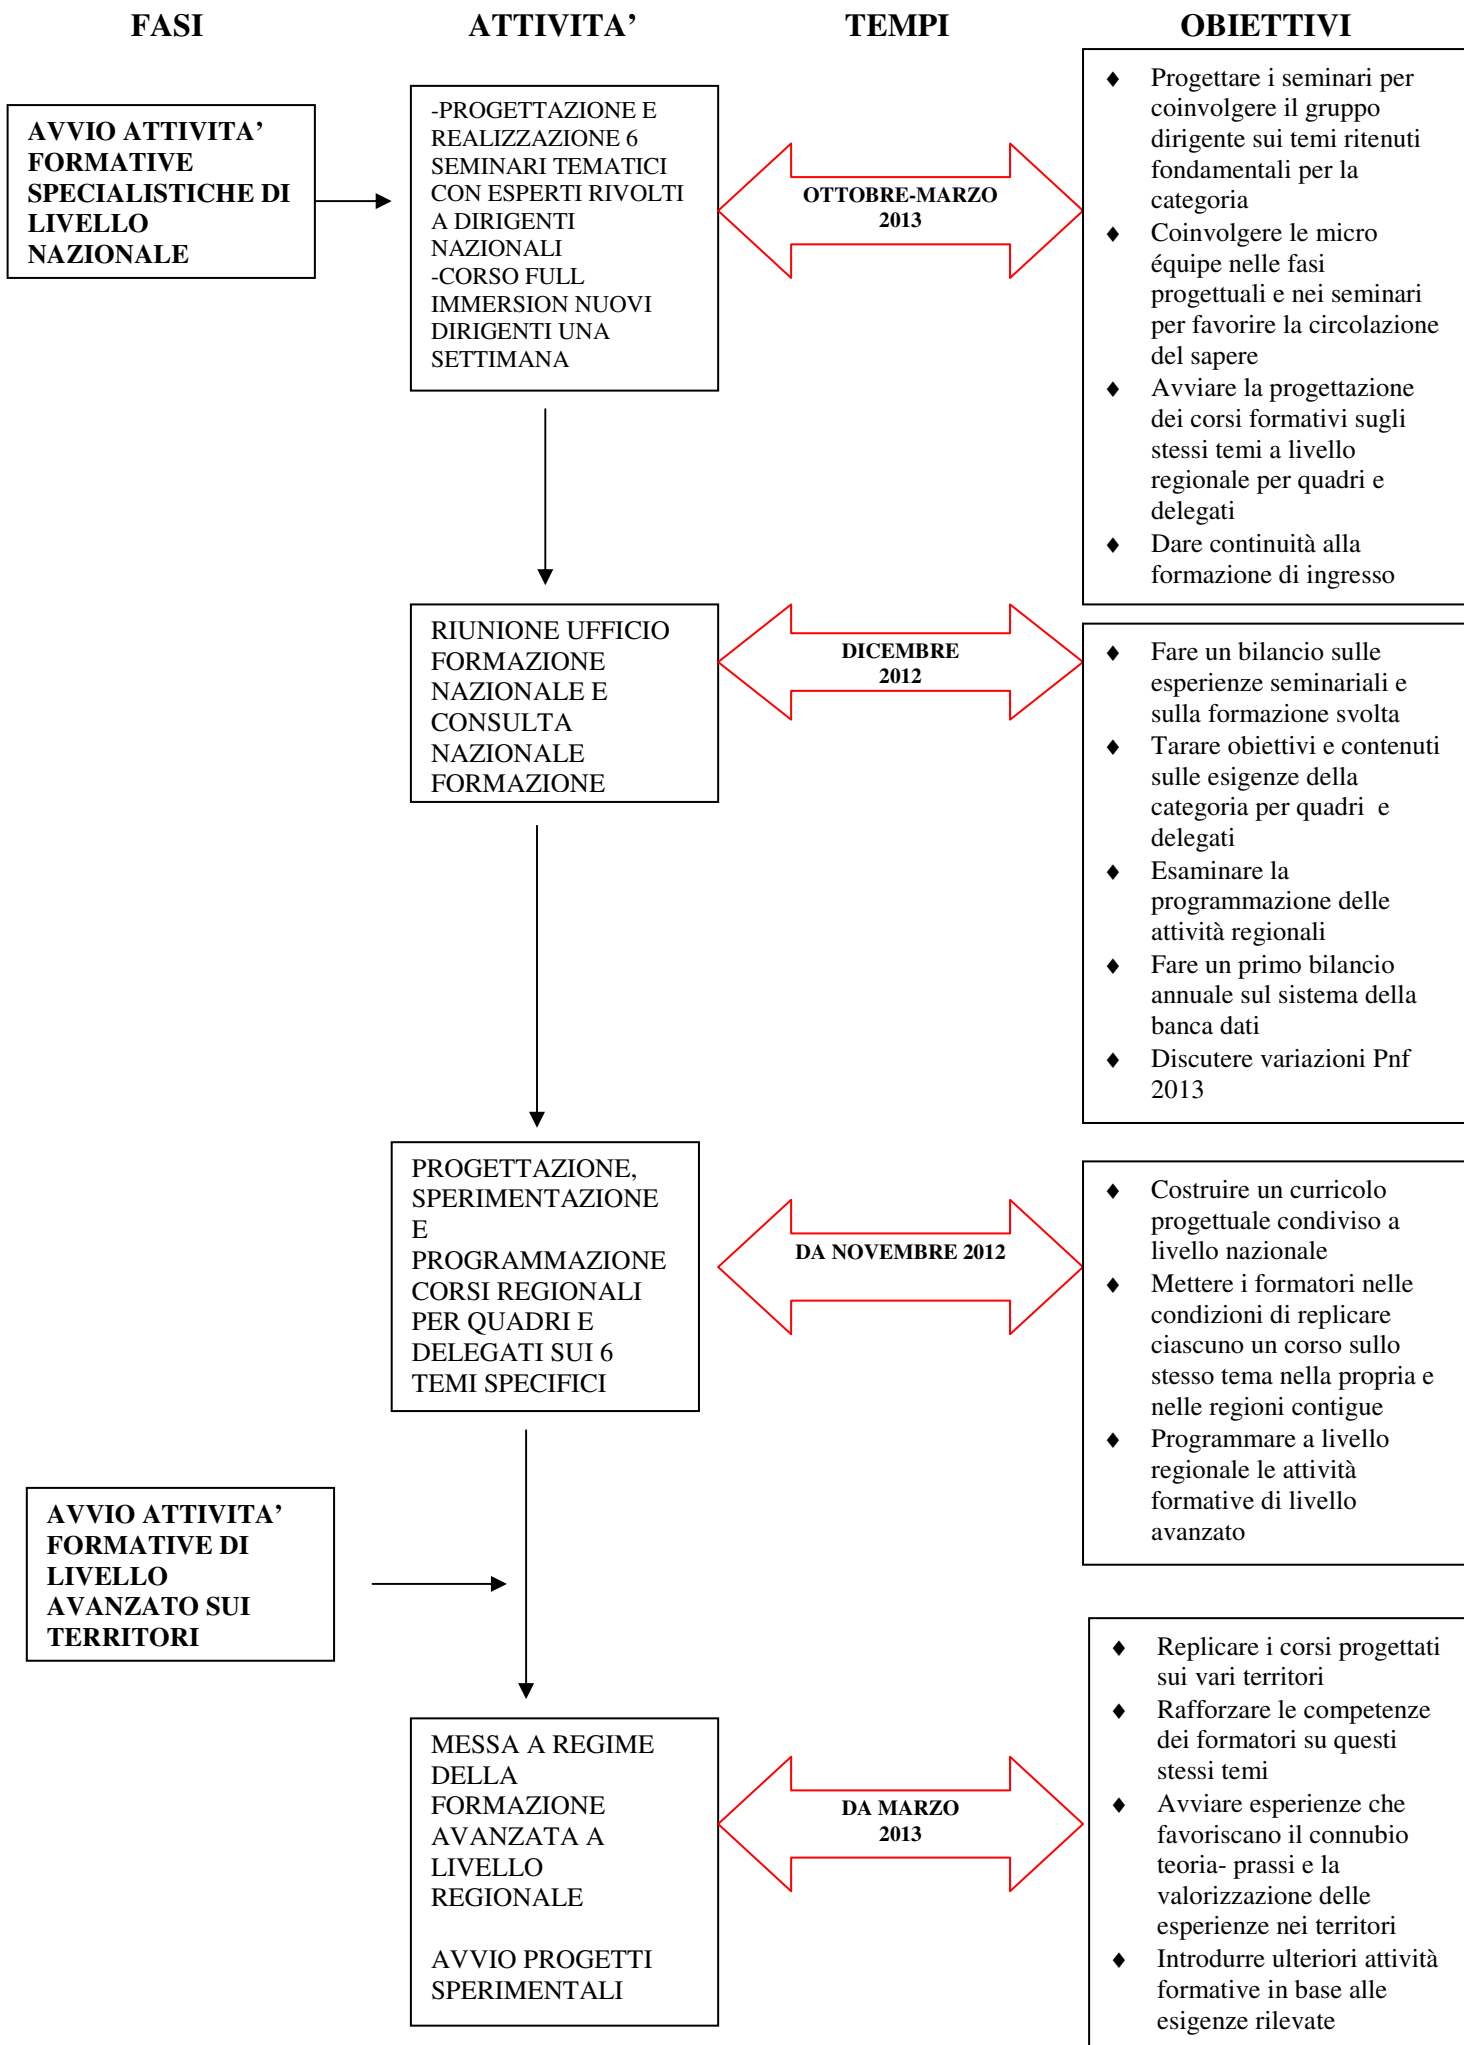 FASI ATTIVITA’ TEMPI OBIETTIVI
AVVIO ATTIVITA’
FORMATIVE
SPECIALISTICHE DI
LIVELLO
NAZIONALE
-PROGETTAZIONE E
REALIZZAZIONE 6
SEMINARI TEMATICI
CON ESPERTI RIVOLTI
A DIRIGENTI
NAZIONALI
-CORSO FULL
IMMERSION NUOVI
DIRIGENTI UNA
SETTIMANA
OTTOBRE-MARZO
2013
♦ Progettare i seminari per
coinvolgere il gruppo
dirigente sui temi ritenuti
fondamentali per la
categoria
♦ Coinvolgere le micro
équipe nelle fasi
progettuali e nei seminari
per favorire la circolazione
del sapere
♦ Avviare la progettazione
dei corsi formativi sugli
stessi temi a livello
regionale per quadri e
delegati
♦ Dare continuità alla
formazione di ingresso
RIUNIONE UFFICIO
FORMAZIONE
NAZIONALE E
CONSULTA
NAZIONALE
FORMAZIONE
DICEMBRE
2012
♦ Fare un bilancio sulle
esperienze seminariali e
sulla formazione svolta
♦ Tarare obiettivi e contenuti
sulle esigenze della
categoria per quadri e
delegati
♦ Esaminare la
programmazione delle
attività regionali
♦ Fare un primo bilancio
annuale sul sistema della
banca dati
♦ Discutere variazioni Pnf
2013
PROGETTAZIONE,
SPERIMENTAZIONE
E
PROGRAMMAZIONE
CORSI REGIONALI
PER QUADRI E
DELEGATI SUI 6
TEMI SPECIFICI
DA NOVEMBRE 2012
♦ Costruire un curricolo
progettuale condiviso a
livello nazionale
♦ Mettere i formatori nelle
condizioni di replicare
ciascuno un corso sullo
stesso tema nella propria e
nelle regioni contigue
♦ Programmare a livello
regionale le attività
formative di livello
avanzato
AVVIO ATTIVITA’
FORMATIVE DI
LIVELLO
AVANZATO SUI
TERRITORI
MESSA A REGIME
DELLA
FORMAZIONE
AVANZATA A
LIVELLO
REGIONALE
AVVIO PROGETTI
SPERIMENTALI
DA MARZO
2013
♦ Replicare i corsi progettati
sui vari territori
♦ Rafforzare le competenze
dei formatori su questi
stessi temi
♦ Avviare esperienze che
favoriscano il connubio
teoria- prassi e la
valorizzazione delle
esperienze nei territori
♦ Introdurre ulteriori attività
formative in base alle
esigenze rilevate